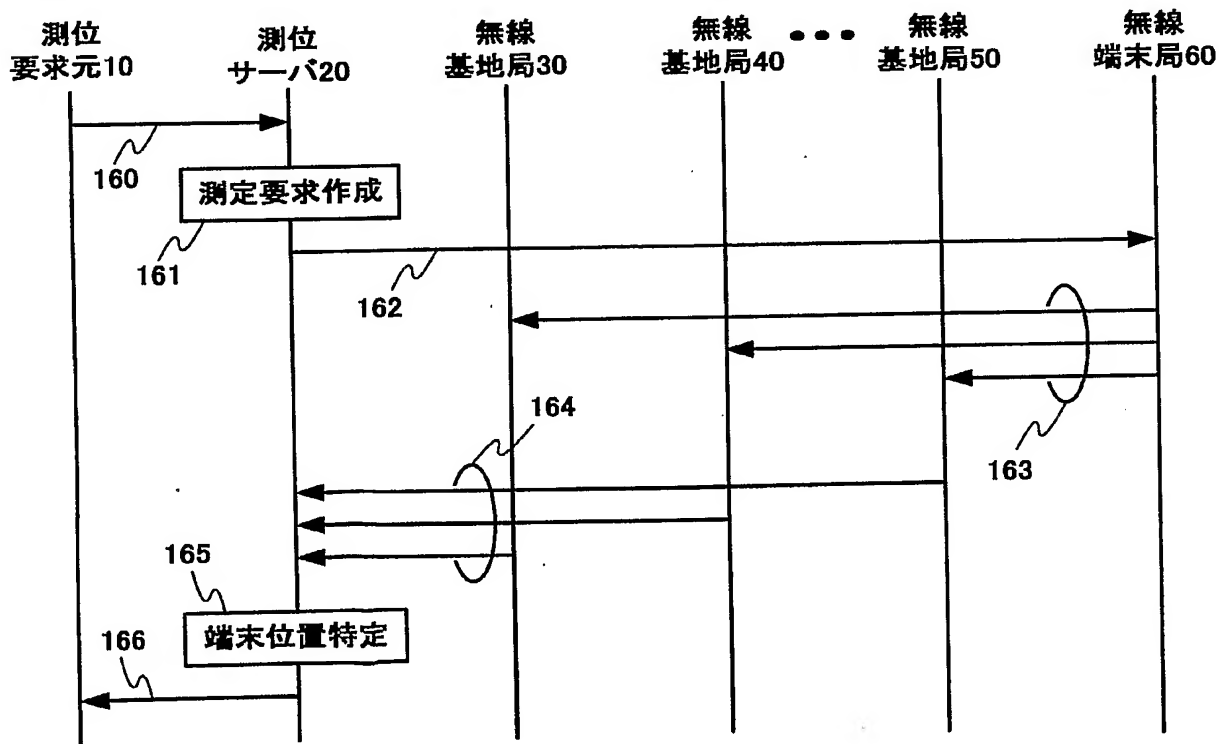 測位
要求元10
測位
サーバ20
無線
基地局30
無線
基地局40
•••
無線
基地局50
無線
端末局60
160
測定要求作成
161
162
163
164
165
端末位置特定
166